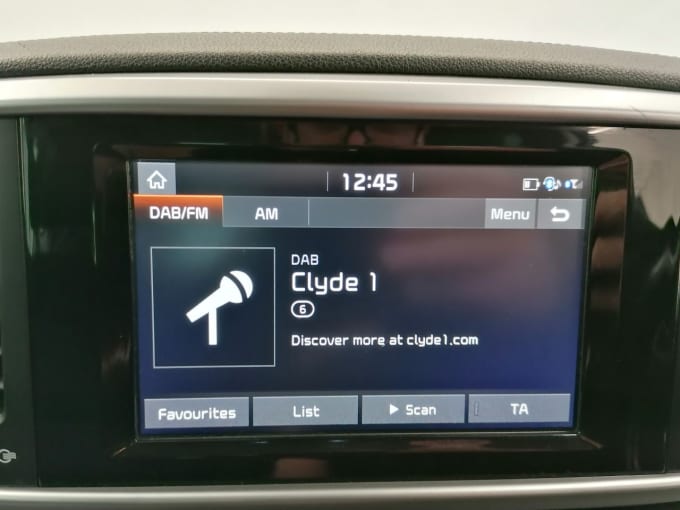 12:45
DAB/FM
AM
Menu
DAB
Clyde 1
6
Discover more at clyde1.com
Favourites
List
Scan
TA